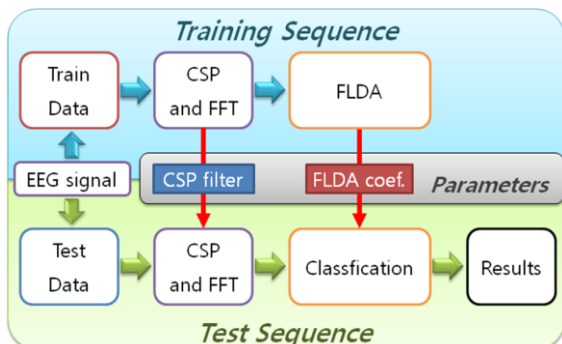 Training Sequence
Train
Data
CSP
and FFT
FLDA
EEG signal
CSP filter
FLDA coef.
Parameters
Test
Data
CSP
and FFT
Classfication
Results
Test Sequence